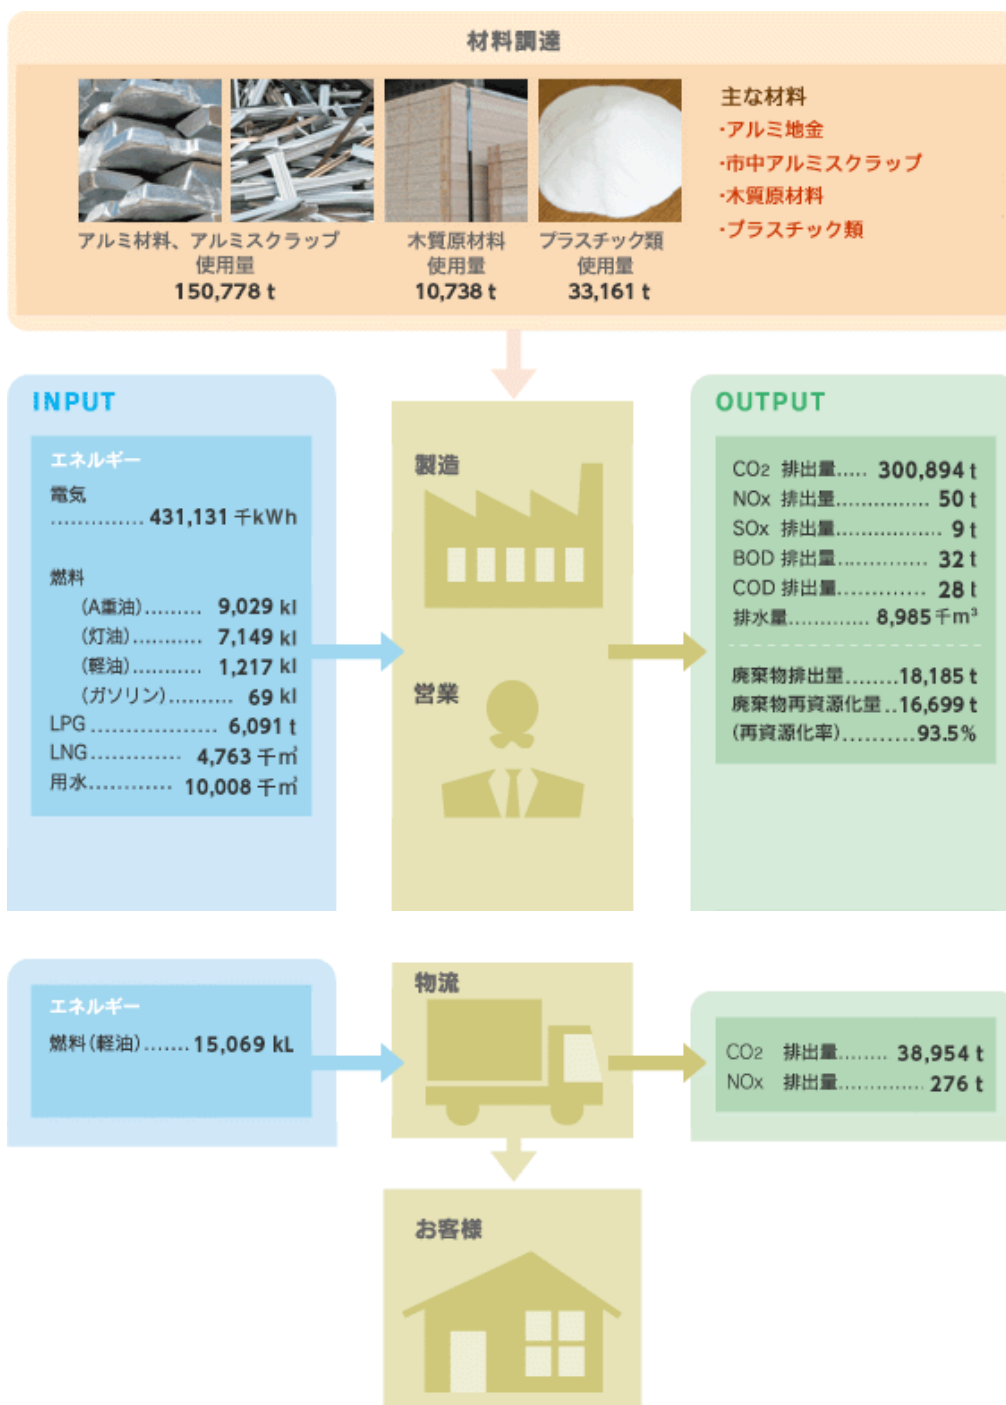 材料調達
主な材料
・アルミ地金
・市中アルミスクラップ
・木質原材料
・プラスチック類
アルミ材料、アルミスクラップ
使用量
150,778 t
木質原材料
使用量
10,738 t
プラスチック類
使用量
33,161 t
INPUT
エネルギー
電気
.............. 431,131 千kWh
燃料
(A重油)......... 9,029 kl
(灯油)........... 7,149 kl
(軽油)........... 1,217 kl
(ガソリン).......... 69 kl
LPG .................. 6,091 t
LNG ............. 4,763 千㎥
用水............ 10,008 千㎥
製造
営業
OUTPUT
CO2 排出量..... 300,894 t
NOx 排出量............... 50 t
SOx 排出量................. 9 t
BOD 排出量.............. 32 t
COD 排出量............. 28 t
排水量............. 8,985 千m³
廃棄物排出量........18,185 t
廃棄物再資源化量..16,699 t
(再資源化率)..........93.5%
エネルギー
燃料(軽油)....... 15,069 kL
物流
CO2 排出量........ 38,954 t
NOx 排出量.............. 276 t
お客様